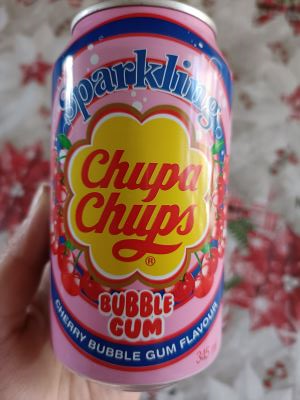 Sparkling
Chupa
Chups
®
BUBBLE
GUM
CHERRY BUBBLE GUM FLAVOUR
345